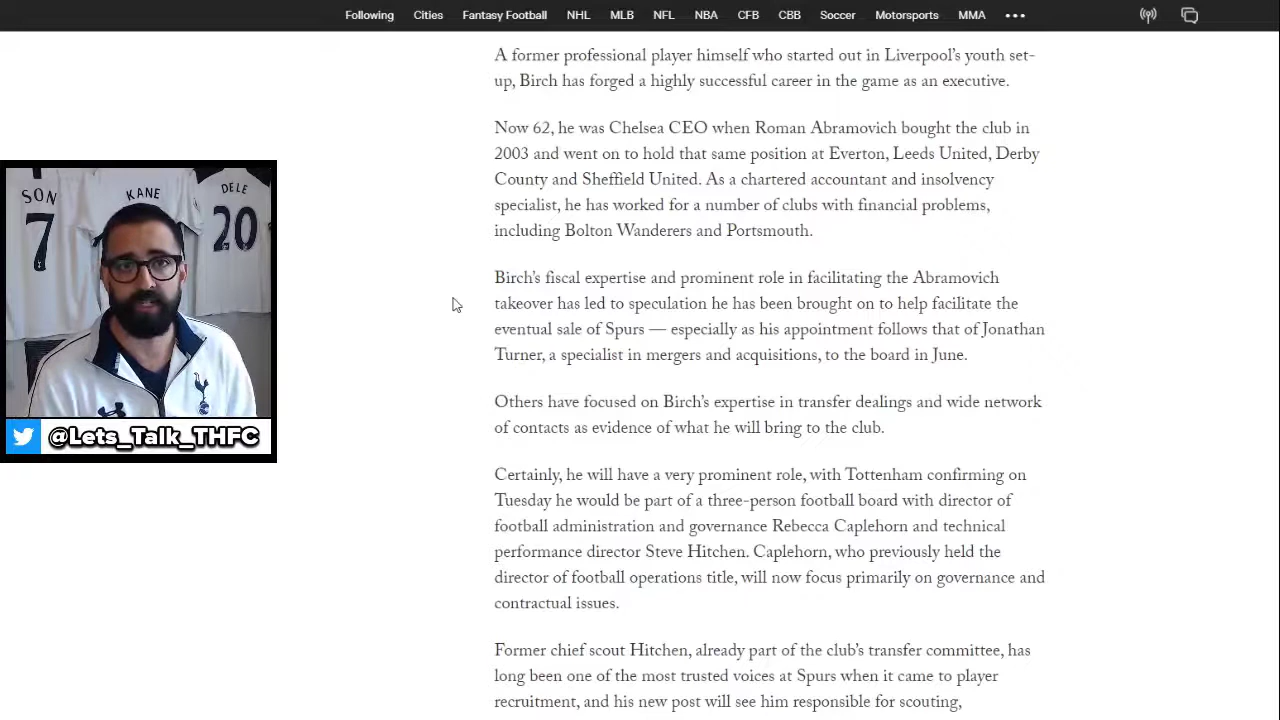 Following Cities Fantasy Football NHL MLB NFL NBA CFB CBB Soccer Motorsports MMA
A former professional player himself who started out in Liverpool’s youth set-
up, Birch has forged a highly successful career in the game as an executive.
Now 62, he was Chelsea CEO when Roman Abramovich bought the club in
2003 and went on to hold that same position at Everton, Leeds United, Derby
County and Sheffield United. As a chartered accountant and insolvency
specialist, he has worked for a number of clubs with financial problems,
including Bolton Wanderers and Portsmouth.
Birch’s fiscal expertise and prominent role in facilitating the Abramovich
takeover has led to speculation he has been brought on to help facilitate the
eventual sale of Spurs — especially as his appointment follows that of Jonathan
Turner, a specialist in mergers and acquisitions, to the board in June.
Others have focused on Birch’s expertise in transfer dealings and wide network
of contacts as evidence of what he will bring to the club.
Certainly, he will have a very prominent role, with Tottenham confirming on
Tuesday he would be part of a three-person football board with director of
football administration and governance Rebecca Caplehorn and technical
performance director Steve Hitchen. Caplehorn, who previously held the
director of football operations title, will now focus primarily on governance and
contractual issues.
Former chief scout Hitchen, already part of the club’s transfer committee, has
long been one of the most trusted voices at Spurs when it came to player
recruitment, and his new post will see him responsible for scouting,
SON
7
KANE
DELE
20
@Lets_Talk_THFC